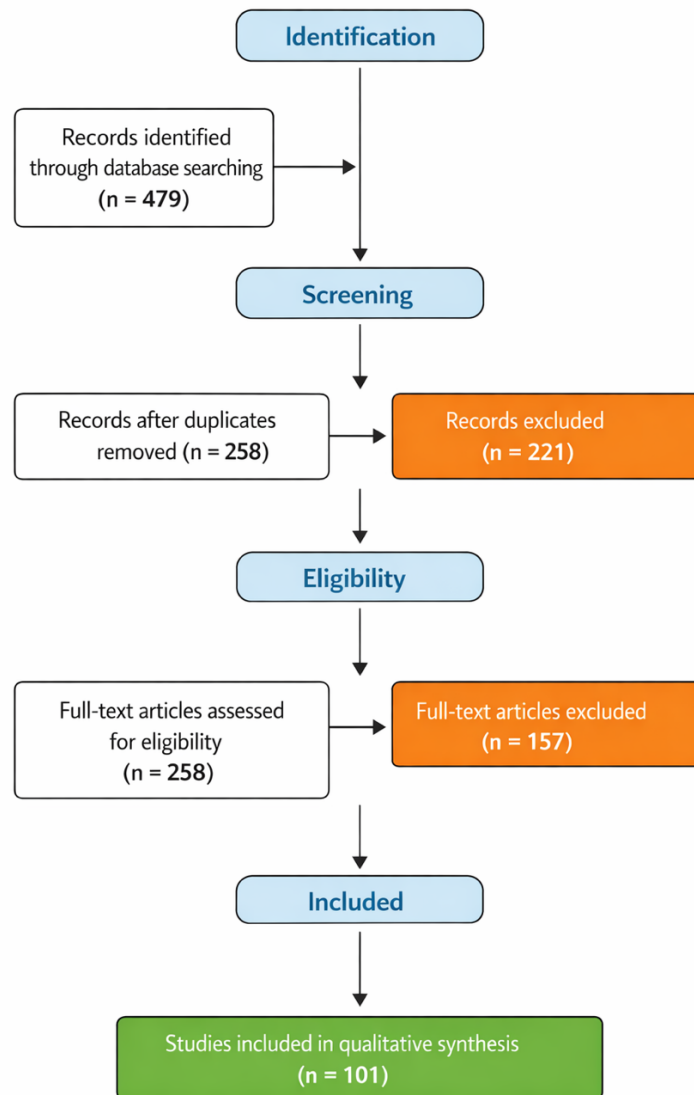 Identification
Records identified
through database searching
(n = 479)
Screening
Records after duplicates
removed (n = 258)
Records excluded
(n = 221)
Eligibility
Full-text articles assessed
for eligibility
(n = 258)
Full-text articles excluded
(n = 157)
Included
Studies included in qualitative synthesis
(n = 101)